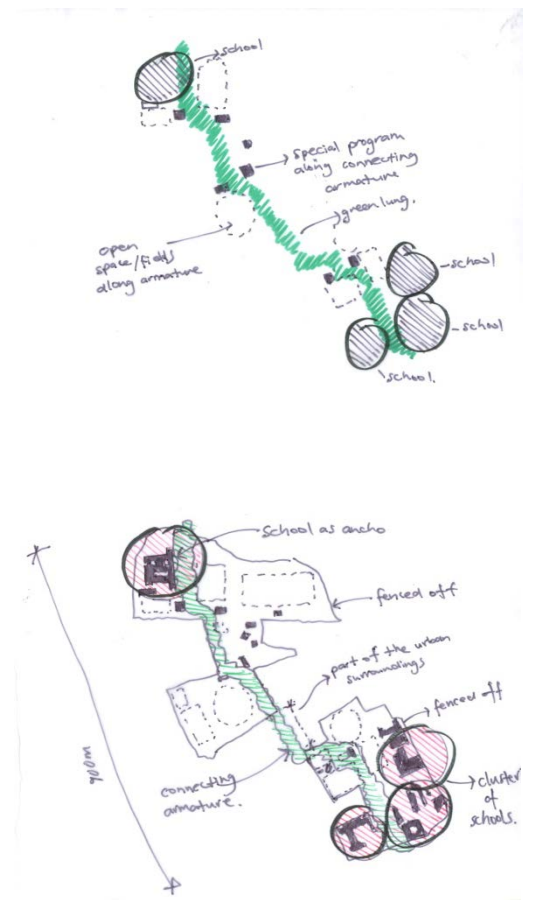 school
special program
along connecting
armature
green lung.
open
space/fields
along armature
school
school
school.
school as ancho
fenced off
part of the urban
surroundings
fenced off
connecting
armature.
cluster
of
schools.